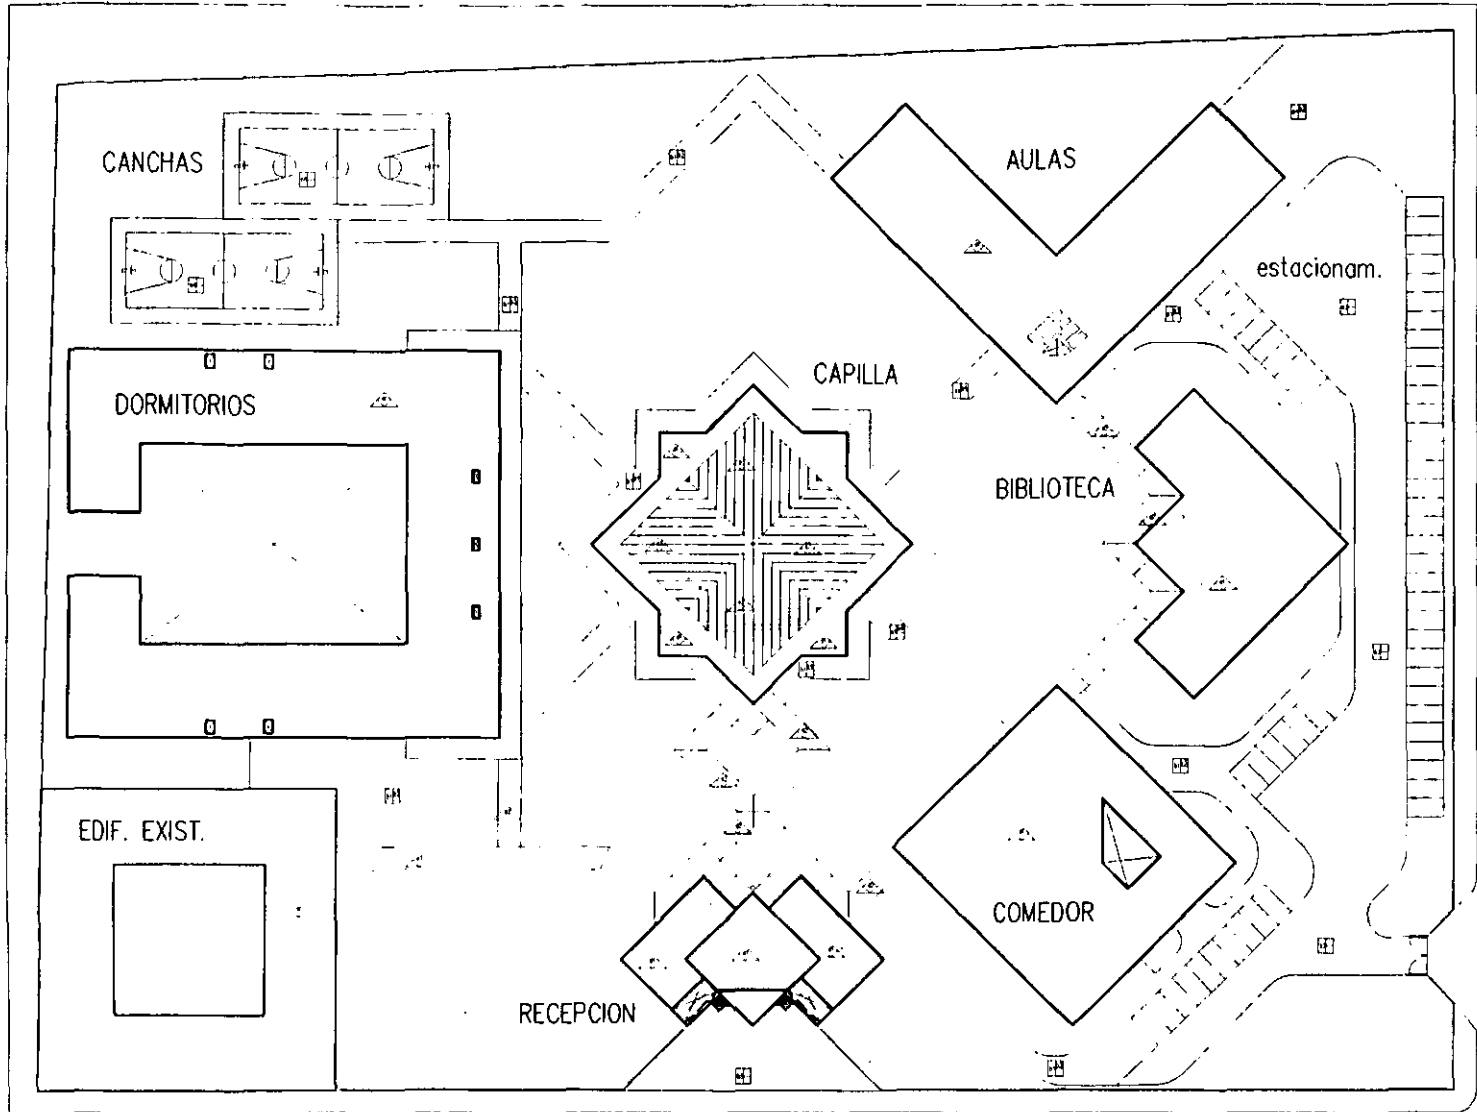 CANCHAS
AULAS
estacionam.
CAPILLA
DORMITORIOS
BIBLIOTECA
EDIF. EXIST.
COMEDOR
RECEPCION